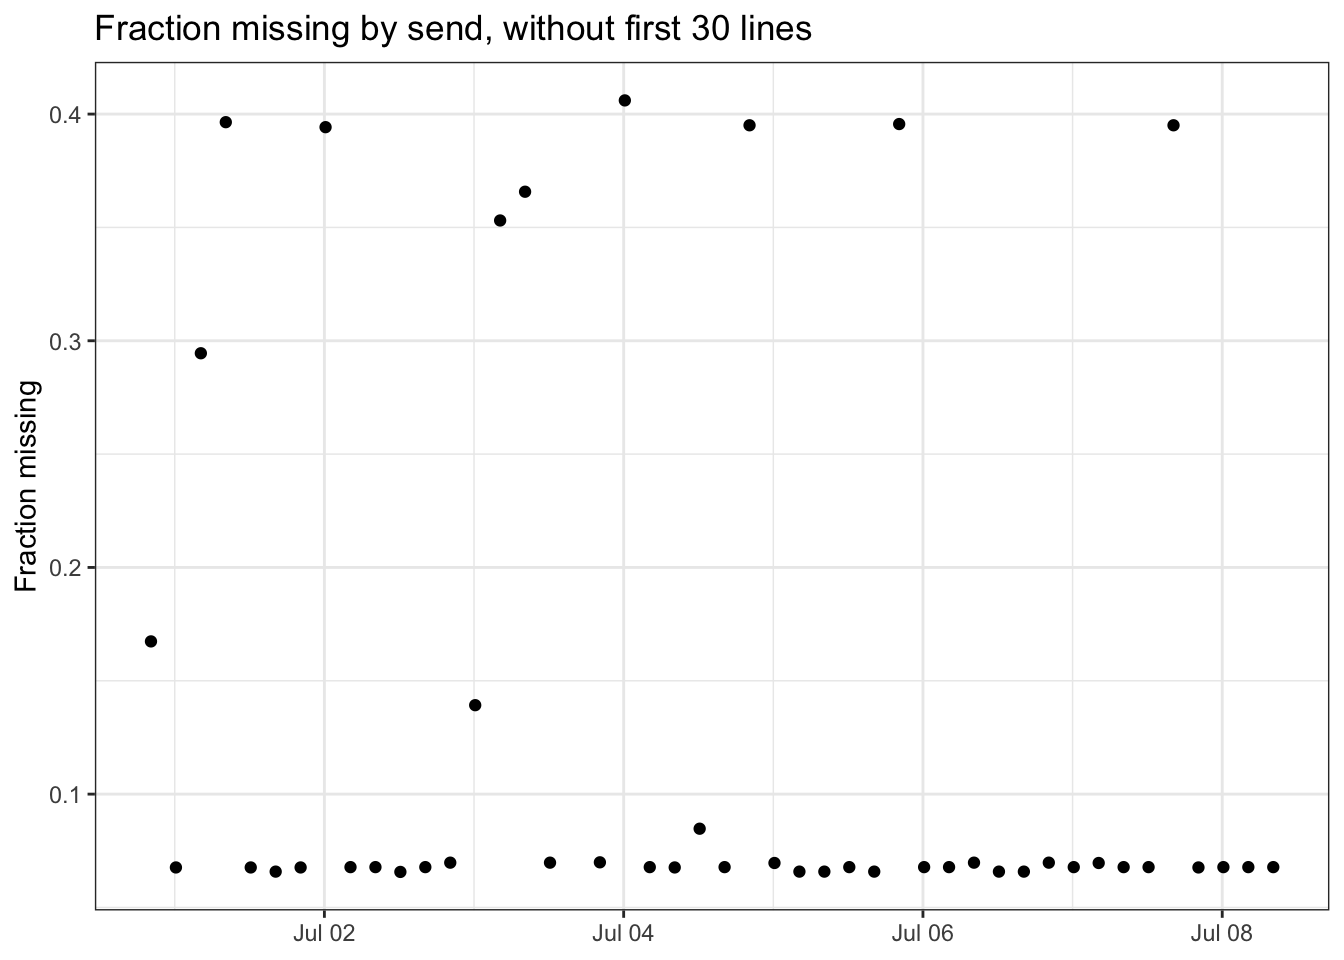 Fraction missing by send, without first 30 lines
Fraction missing
0.4
0.3
0.2
0.1
Jul 02 Jul 04 Jul 06 Jul 08